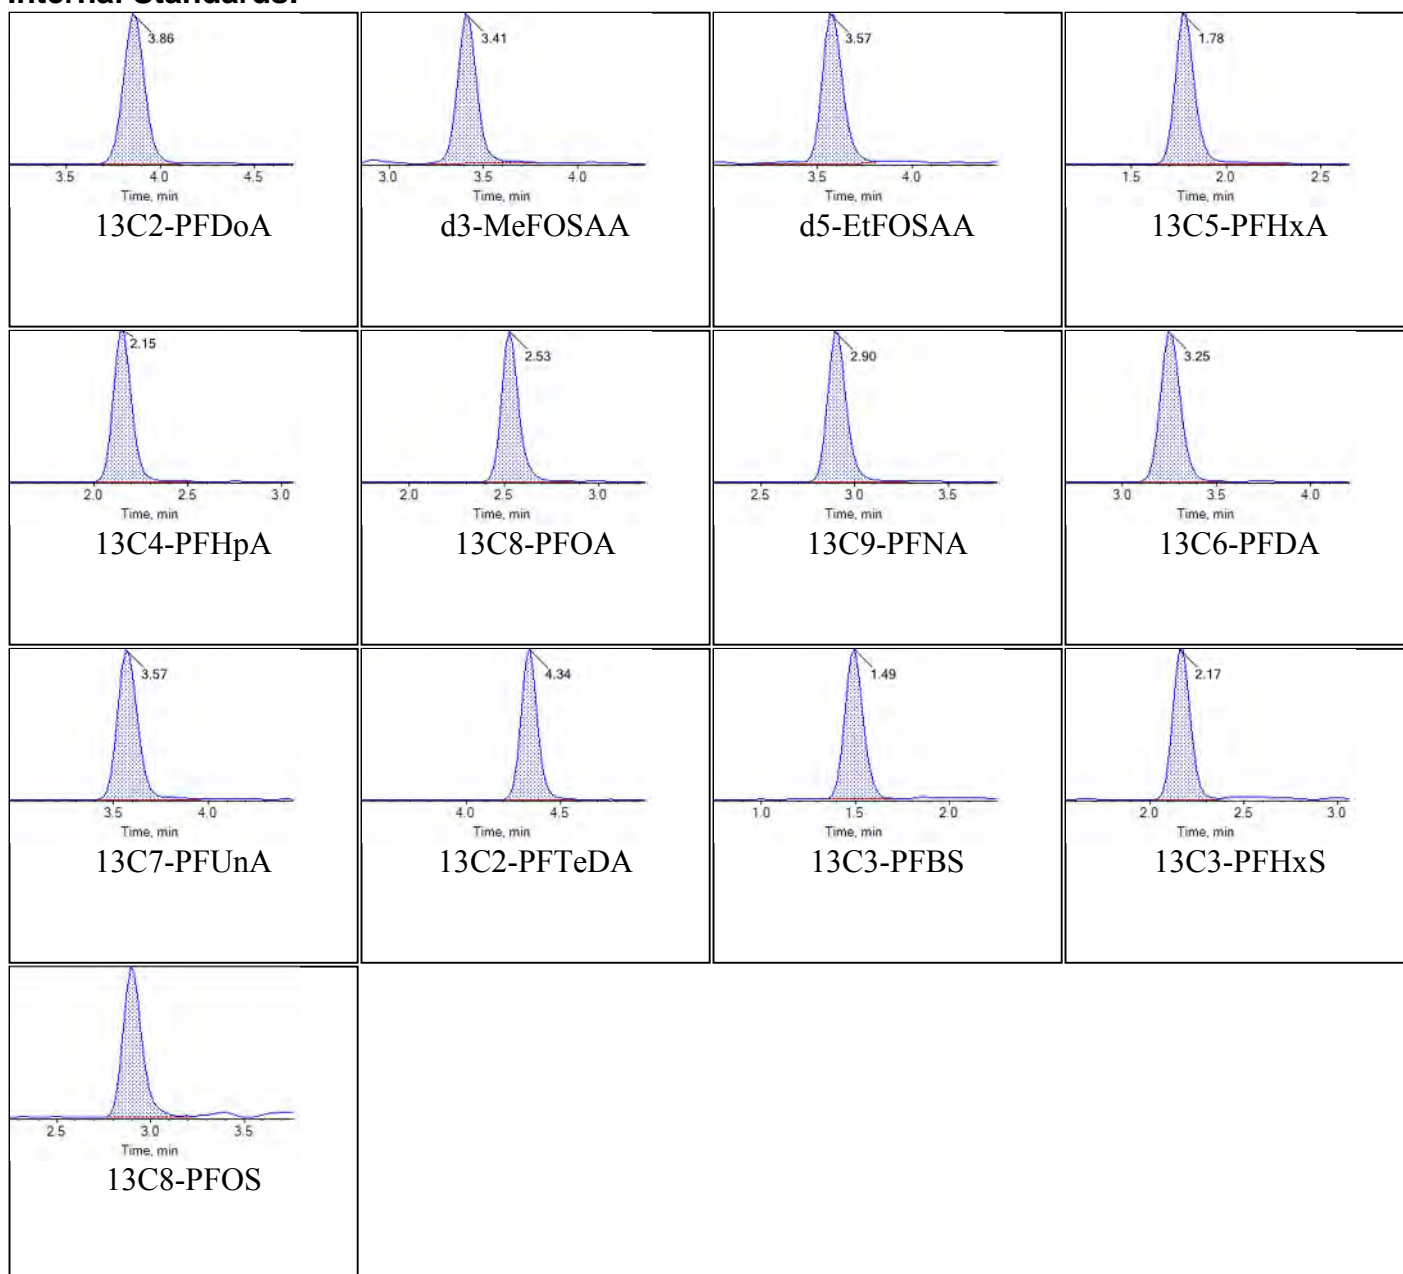 Internal Standards:
3.86
3.5 4.0 4.5
Time, min
13C2-PFDoA
3.41
3.0 3.5 4.0
Time, min
d3-MeFOSAA
3.57
3.5 4.0
Time, min
d5-EtFOSAA
1.78
1.5 2.0 2.5
Time, min
13C5-PFHxA
2.15
2.0 2.5 3.0
Time, min
13C4-PFHpA
2.53
2.0 2.5 3.0
Time, min
13C8-PFOA
2.90
2.5 3.0 3.5
Time, min
13C9-PFNA
3.25
3.0 3.5 4.0
Time, min
13C6-PFDA
3.57
3.5 4.0
Time, min
13C7-PFUnA
4.34
4.0 4.5
Time, min
13C2-PFTeDA
1.49
1.0 1.5 2.0
Time, min
13C3-PFBS
2.17
2.0 2.5 3.0
Time, min
13C3-PFHxS
2.5 3.0 3.5
Time, min
13C8-PFOS